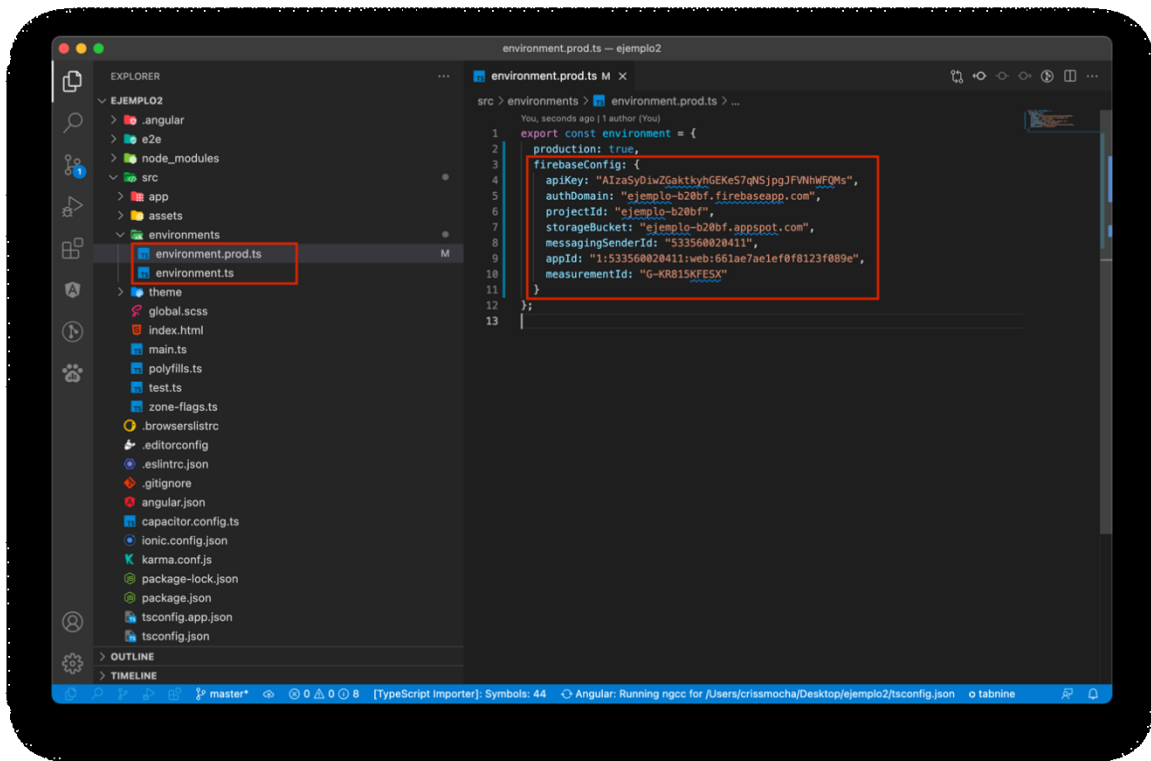 environment.prod.ts — ejemplo2
EXPLORER
EJEMPLO2
.angular
e2e
node_modules
src
app
assets
environments
environment.prod.ts M
environment.ts
theme
global.scss
index.html
main.ts
polyfills.ts
test.ts
zone-flags.ts
.browserslistrc
.editorconfig
.eslintrc.json
.gitignore
angular.json
capacitor.config.ts
ionic.config.json
karma.conf.js
package-lock.json
package.json
tsconfig.app.json
tsconfig.json
OUTLINE
TIMELINE
environment.prod.ts M
src > environments > environment.prod.ts > ...
You, seconds ago | 1 author (You)
1 export const environment = {
2 production: true,
3 firebaseConfig: {
4 apiKey: "AIzaSyDiwZGaktkyhGEKeS7qNSjpgJFVNhWFQMs",
5 authDomain: "ejemplo-b20bf.firebaseapp.com",
6 projectId: "ejemplo-b20bf",
7 storageBucket: "ejemplo-b20bf.appspot.com",
8 messagingSenderId: "533560020411",
9 appId: "1:533560020411:web:661ae7ae1ef0f8123f089e",
10 measurementId: "G-KR815KFESX"
11 }
12 };
13
master* 0 0 8 [TypeScript Importer]: Symbols: 44 Angular: Running ngcc for /Users/crissmocha/Desktop/ejemplo2/tsconfig.json tabnine